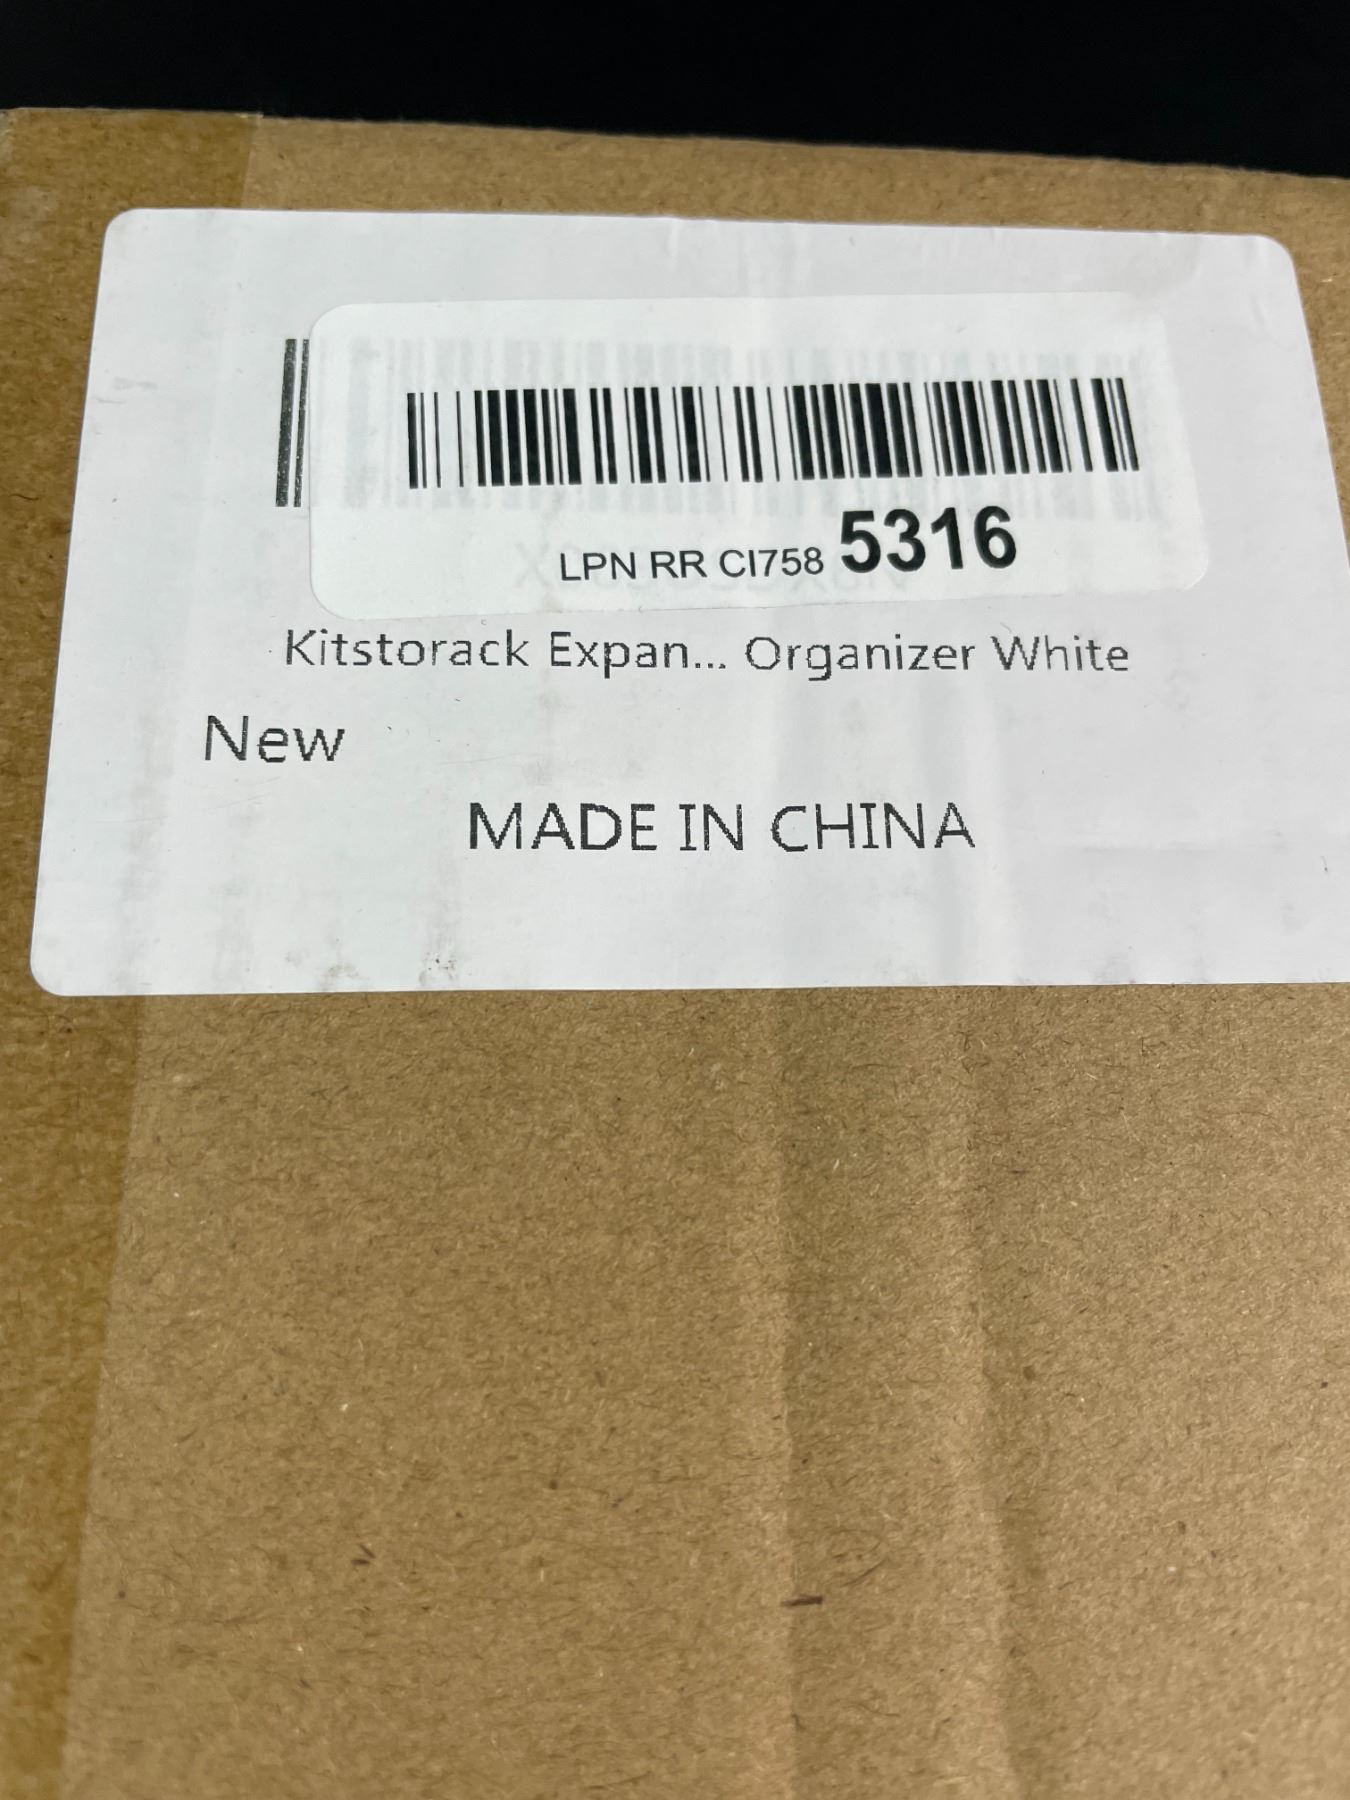 LPN RR CI758 5316
Kitstorack Expan... Organizer White
New
MADE IN CHINA